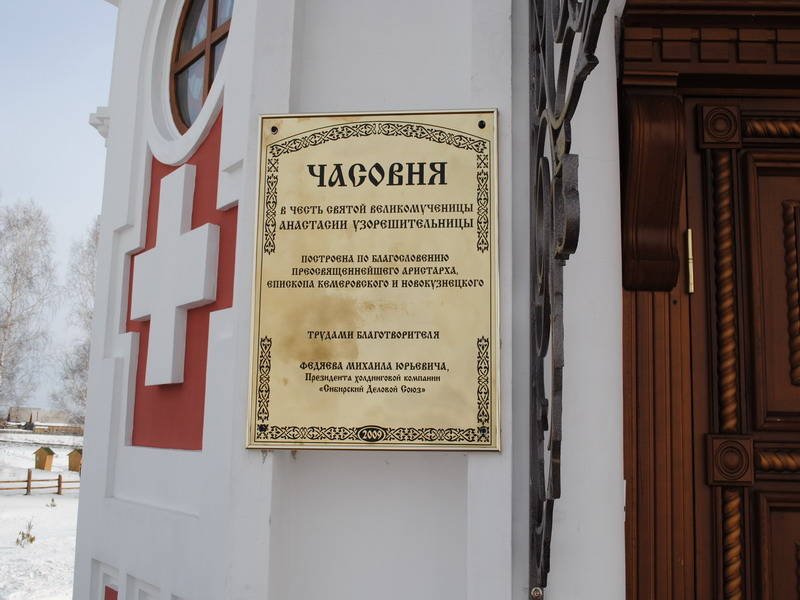 ЧАСОВНЯ
В ЧЕСТЬ СВЯТОЙ ВЕЛИКОМУЧЕНИЦЫ
АНАСТАСИИ УЗОРЕШИТЕЛЬНИЦЫ
ПОСТРОЕНА ПО БЛАГОСЛОВЕНИЮ
ПРЕОСВЯЩЕННЕЙШЕГО АРИСТАРХА,
ЕПИСКОПА КЕМЕРОВСКОГО И НОВОКУЗНЕЦКОГО
ТРУДАМИ БЛАГОТВОРИТЕЛЯ
ФЕДЯЕВА МИХАИЛА ЮРЬЕВИЧА,
Президента холдинговой компании
«Сибирский Деловой Союз»
2009